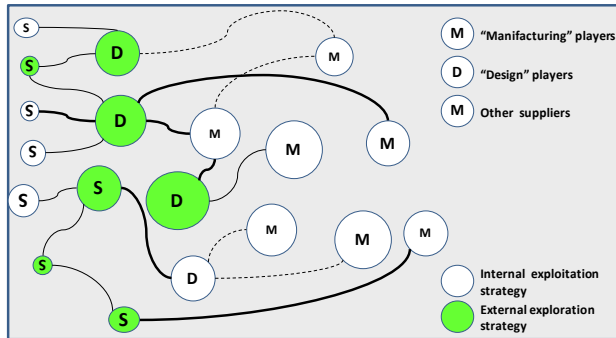 S
D
M "Manifacturing" players
M
S
D "Design" players
S
D
M
M
M Other suppliers
S
M
S
S
D
M
M
M
S
D
Internal exploitation
strategy
S
External exploration
strategy